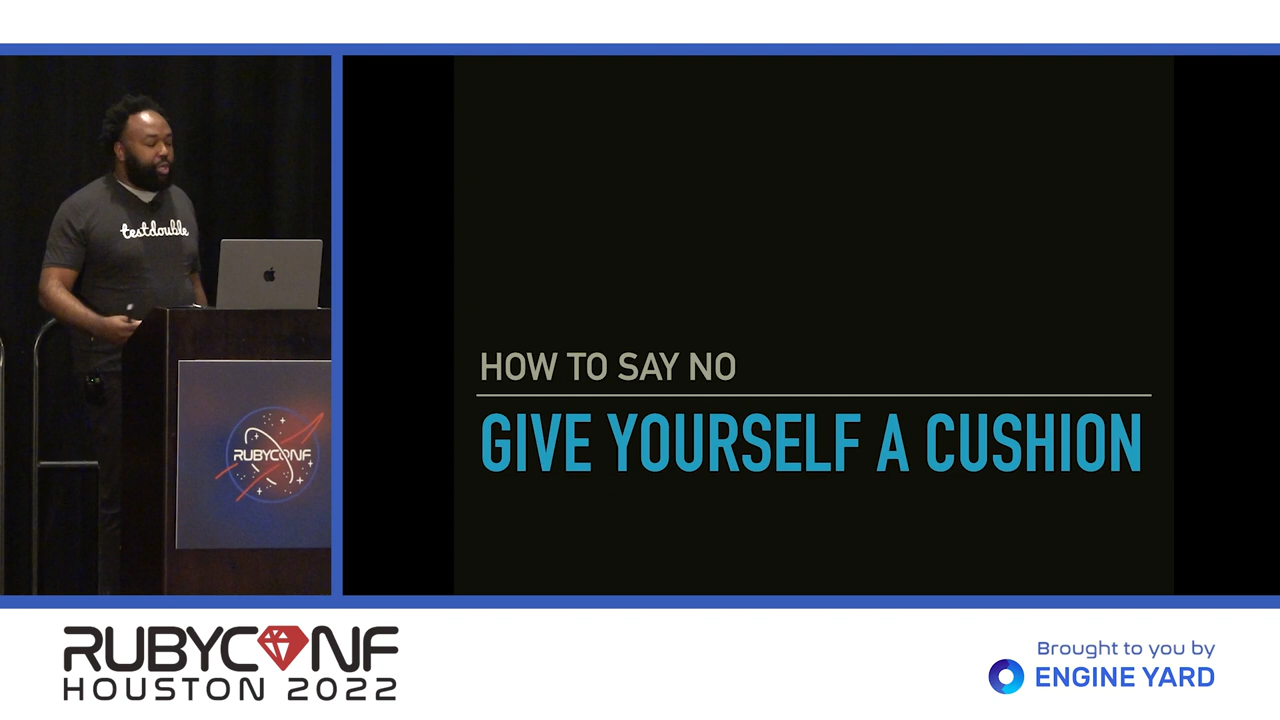 testdouble
RUBYCONF
HOW TO SAY NO
GIVE YOURSELF A CUSHION
RUBYCONF
HOUSTON 2022
Brought to you by
ENGINE YARD